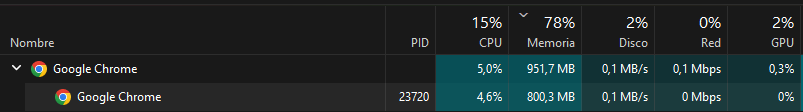 15% 78% 2% 0% 2%
Nombre PID CPU Memoria Disco Red GPU
Google Chrome 5,0% 951,7 MB 0,1 MB/s 0,1 Mbps 0,3%
Google Chrome 23720 4,6% 800,3 MB 0,1 MB/s 0 Mbps 0%